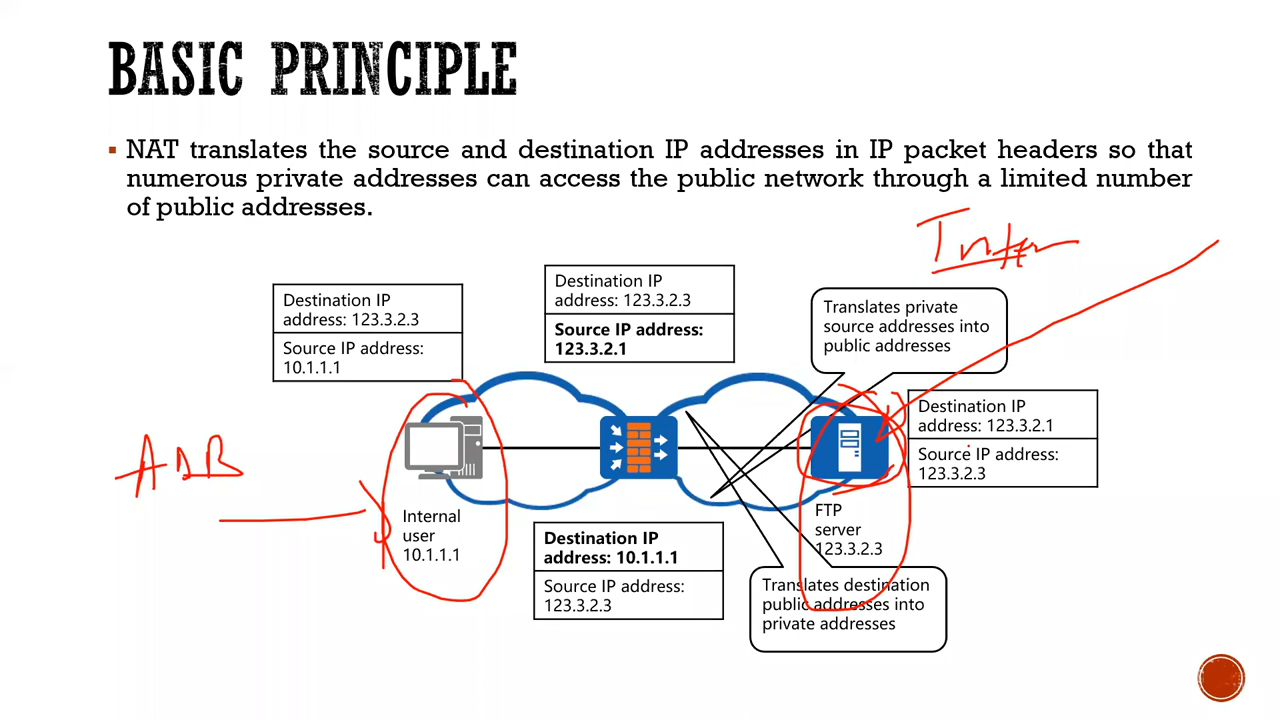 BASIC PRINCIPLE
NAT translates the source and destination IP addresses in IP packet headers so that
numerous private addresses can access the public network through a limited number
of public addresses.
Destination IP
address: 123.3.2.3
Source IP address:
10.1.1.1
Destination IP
address: 123.3.2.3
Source IP address:
123.3.2.1
Translates private
source addresses into
public addresses
Destination IP
address: 123.3.2.1
Source IP address:
123.3.2.3
Internal
user
10.1.1.1
FTP
server
123.3.2.3
Destination IP
address: 10.1.1.1
Source IP address:
123.3.2.3
Translates destination
public addresses into
private addresses